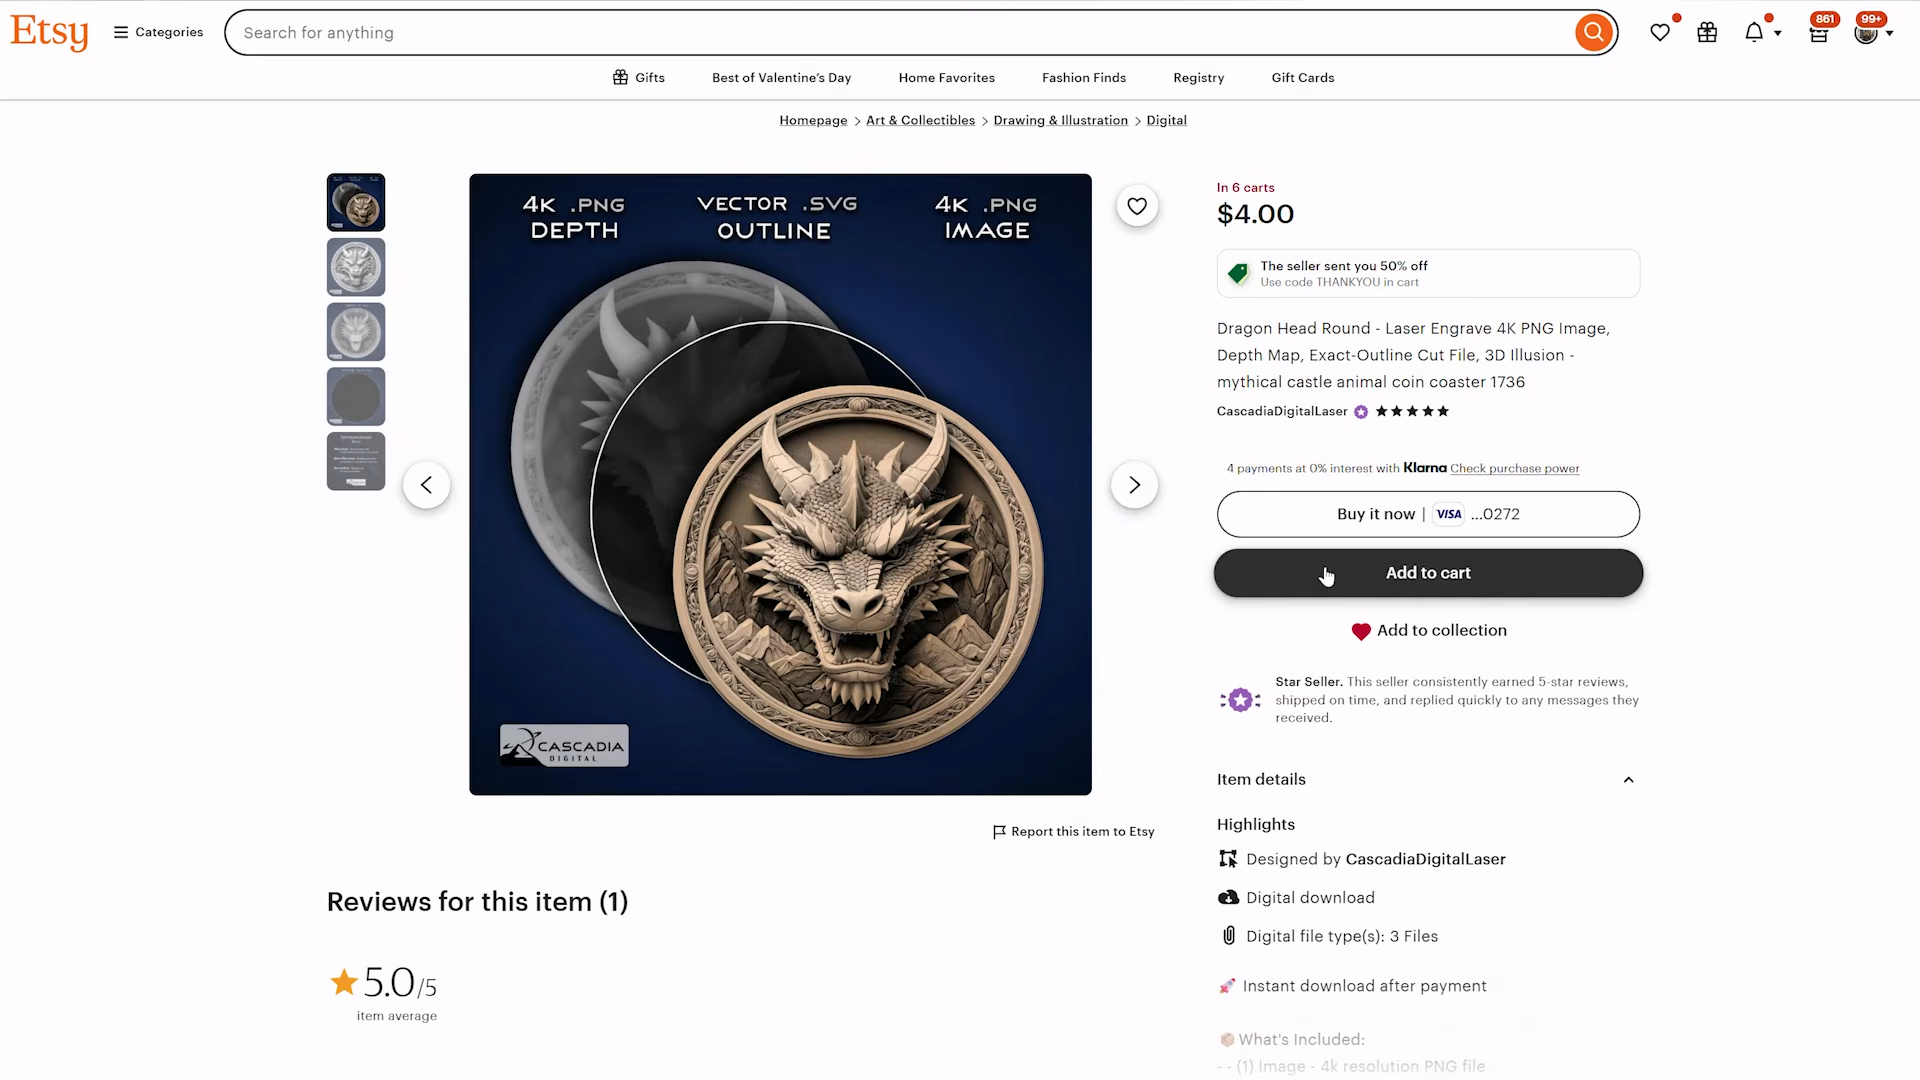 Etsy
Categories
Search for anything
861
99+
Gifts
Best of Valentine's Day
Home Favorites
Fashion Finds
Registry
Gift Cards
Homepage > Art & Collectibles > Drawing & Illustration > Digital
4K .PNG
DEPTH
VECTOR .SVG
OUTLINE
4K .PNG
IMAGE
CASCADIA
DIGITAL
In 6 carts
$4.00
The seller sent you 50% off
Use code THANKYOU in cart
Dragon Head Round - Laser Engrave 4K PNG Image,
Depth Map, Exact-Outline Cut File, 3D Illusion -
mythical castle animal coin coaster 1736
CascadiaDigitalLaser
4 payments at 0% interest with Klarna Check purchase power
Buy it now | VISA ...0272
Add to cart
Add to collection
Star Seller. This seller consistently earned 5-star reviews,
shipped on time, and replied quickly to any messages they
received.
Item details
Highlights
Designed by CascadiaDigitalLaser
Digital download
Digital file type(s): 3 Files
Instant download after payment
What's Included:
- - (1) Image - 4k resolution PNG file
Report this item to Etsy
Reviews for this item (1)
5.0/5
item average